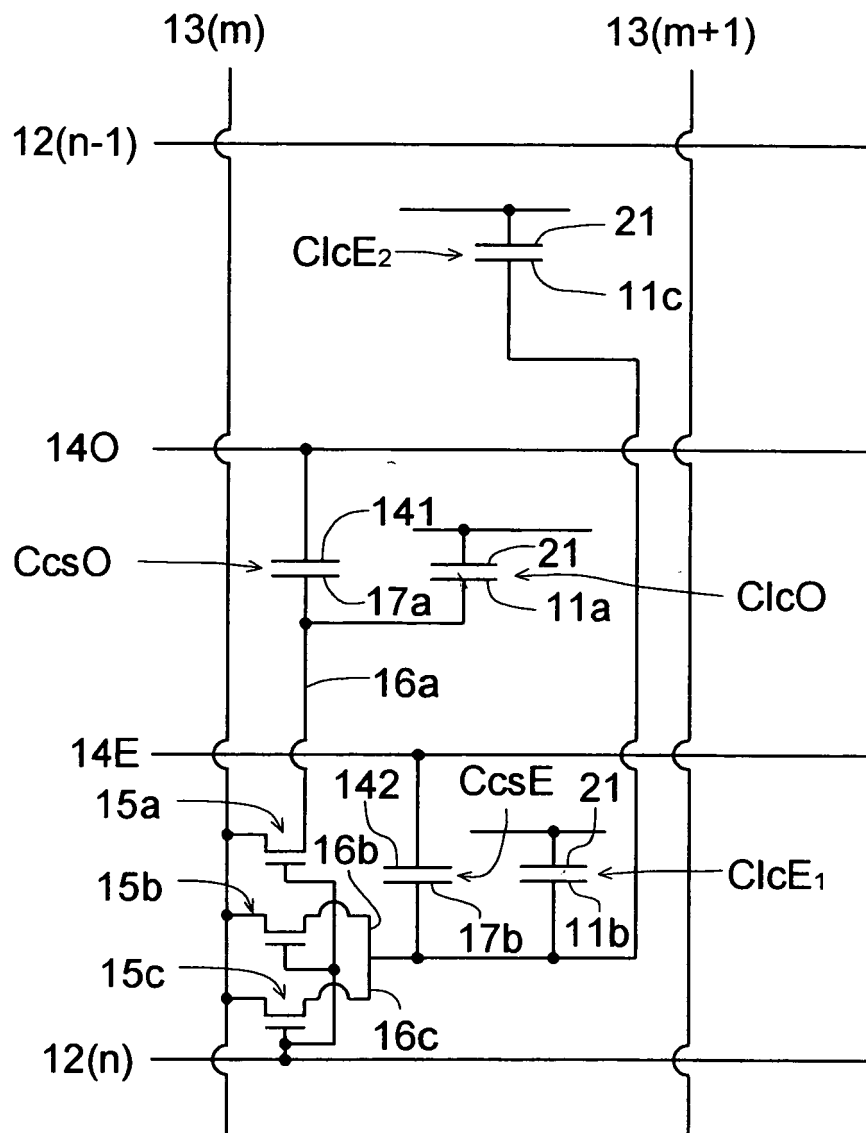 13(m)
13(m+1)
12(n-1)
21
ClcE2
11c
14O
141
21
CcsO
17a
11a
ClcO
16a
14E
CcsE
15a
142
21
16b
15b
ClcE1
17b
11b
15c
16c
12(n)